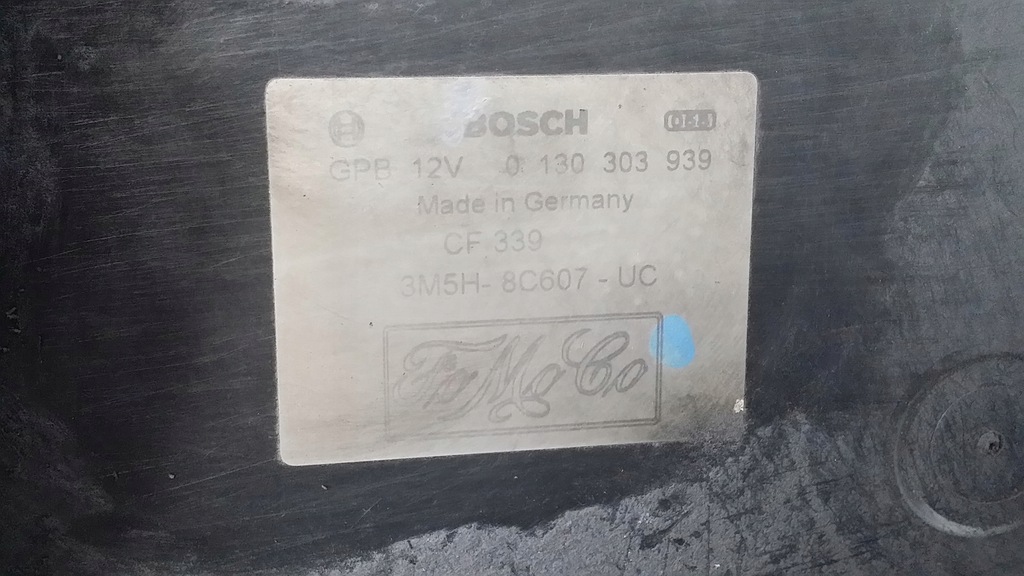 BOSCH
GPB 12V 0 130 303 939
Made in Germany
CF 339
3M5H- 8C607 - UC
FoMoCo